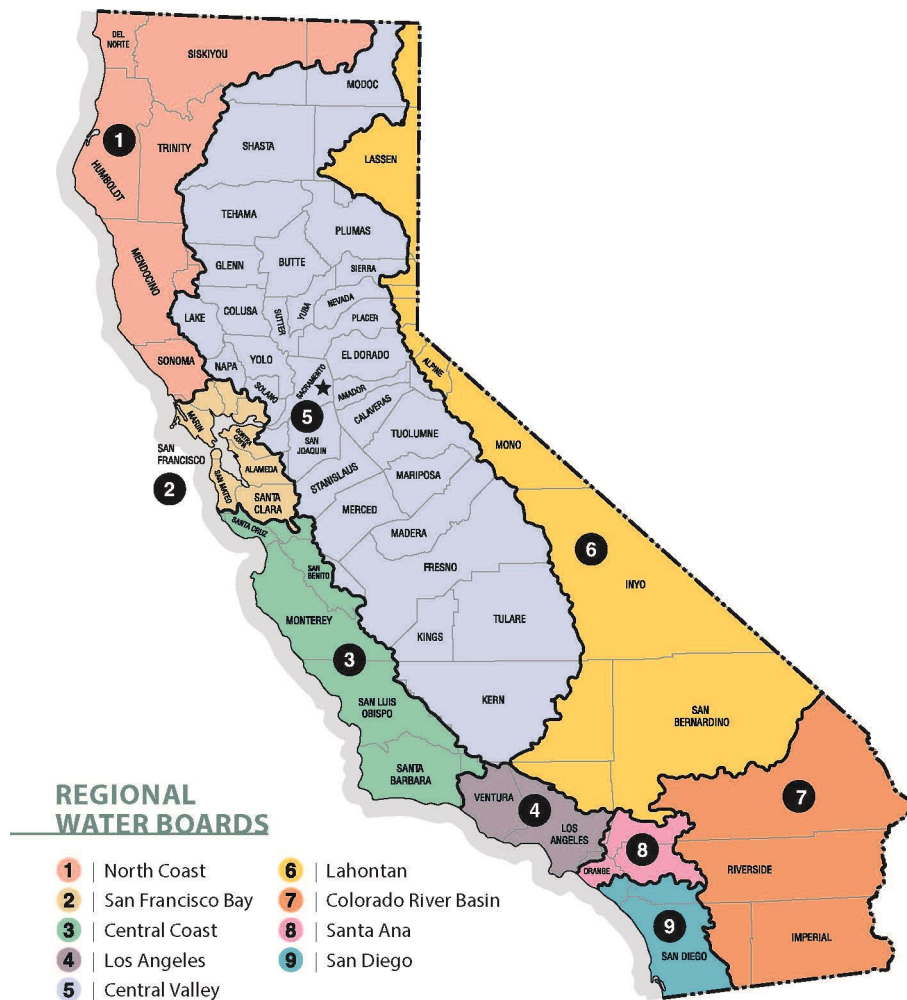 DEL
NORTE
SISKIYOU
MODOC
1
TRINITY
SHASTA
LASSEN
HUMBOLDT
TEHAMA
PLUMAS
MENDOCINO
GLENN
BUTTE
SIERRA
LAKE
COLUSA
SUTTER
YUBA
NEVADA
PLACER
SONOMA
NAPA
YOLO
EL DORADO
ALPINE
SOLANO
SACRAMENTO
AMADOR
5
CALAVERAS
MARIN
CONTRA
COSTA
SAN
JOAQUIN
TUOLUMNE
MONO
SAN
FRANCISCO
ALAMEDA
STANISLAUS
MARIPOSA
2
SAN MATEO
SANTA
CLARA
MERCED
SANTA CRUZ
MADERA
6
SAN
BENITO
FRESNO
INYO
MONTEREY
KINGS
TULARE
3
SAN LUIS
OBISPO
KERN
SAN
BERNARDINO
SANTA
BARBARA
VENTURA
4
LOS
ANGELES
7
8
ORANGE
RIVERSIDE
9
SAN DIEGO
IMPERIAL
REGIONAL
WATER BOARDS
1 | North Coast
2 | San Francisco Bay
3 | Central Coast
4 | Los Angeles
5 | Central Valley
6 | Lahontan
7 | Colorado River Basin
8 | Santa Ana
9 | San Diego